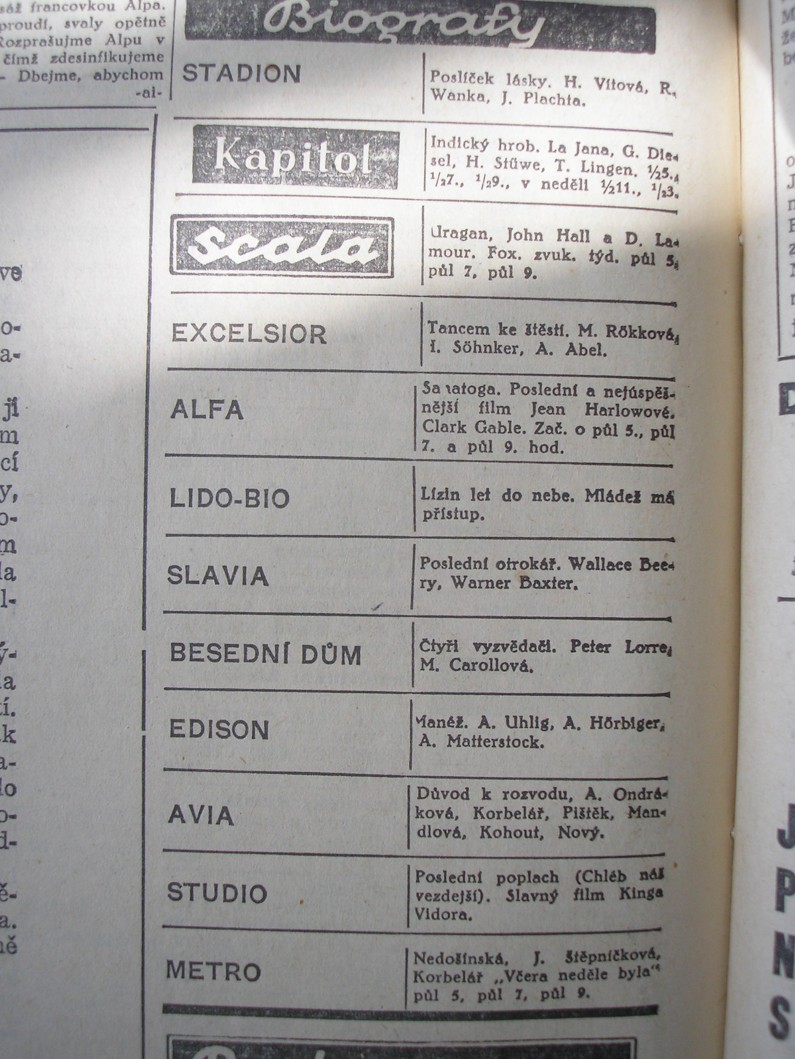 sáž francovkou Alpa.
proudí, svaly opětně
Rozprašujme Alpu v
čímž zdesinfikujeme
- Dbejme, abychom
-al-
Biografy
STADION
Poslíček lásky. H. Vítová, R.
Wanka, J. Plachta.
Kapitol
Indický hrob. La Jana, G. Die-
sel, H. Stüwe, T. Lingen. ½5.,
½7., ½9., v neděli ½11., ½3.
Scala
Uragan, John Hall a D. La-
mour. Fox. zvuk. týd. půl 5,
půl 7, půl 9.
EXCELSIOR
Tancem ke štěstí. M. Rökková,
I. Söhnker, A. Abel.
ALFA
Saratoga. Poslední a nejúspěš-
nější film Jean Harlowové.
Clark Gable. Zač. o půl 5., půl
7. a půl 9. hod.
LIDO-BIO
Lízin let do nebe. Mládež má
přístup.
SLAVIA
Poslední otrokář. Wallace Bee-
ry, Warner Baxter.
BESEDNÍ DŮM
Čtyři vyzvědači. Peter Lorre,
M. Carollová.
EDISON
Manéž. A. Uhlig, A. Hörbiger,
A. Matterstock.
AVIA
Důvod k rozvodu, A. Ondrá-
ková, Korbelář, Pištěk, Man-
dlová, Kohout, Nový.
STUDIO
Poslední poplach (Chléb náš
vezdejší). Slavný film Kinga
Vidora.
METRO
Nedošínská, J. Štěpníčková,
Korbelář „Včera neděle byla"
půl 5, půl 7, půl 9.